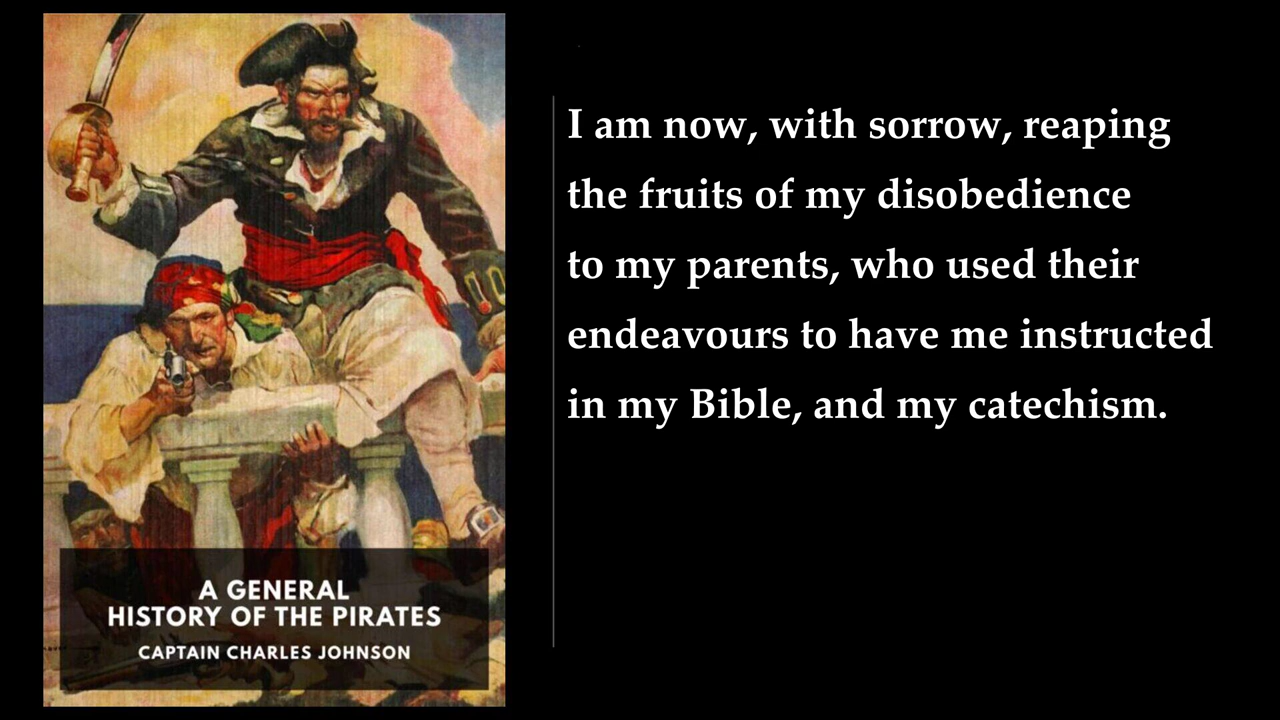 A GENERAL
HISTORY OF THE PIRATES
CAPTAIN CHARLES JOHNSON
I am now, with sorrow, reaping
the fruits of my disobedience
to my parents, who used their
endeavours to have me instructed
in my Bible, and my catechism.